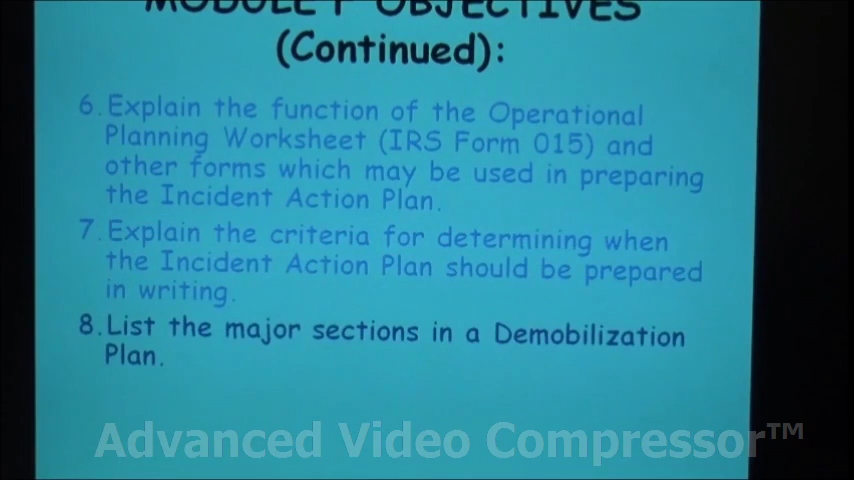 MODULE F OBJECTIVES
(Continued):
6. Explain the function of the Operational
Planning Worksheet (IRS Form 015) and
other forms which may be used in preparing
the Incident Action Plan.
7. Explain the criteria for determining when
the Incident Action Plan should be prepared
in writing.
8. List the major sections in a Demobilization
Plan.
Advanced Video Compressor™